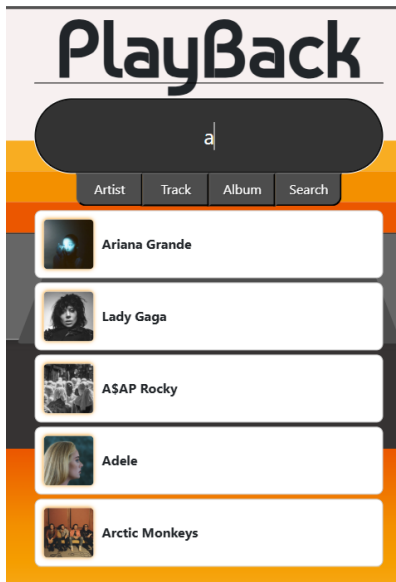 PlayBack
a
Artist Track Album Search
Ariana Grande
Lady Gaga
A$AP Rocky
Adele
Arctic Monkeys